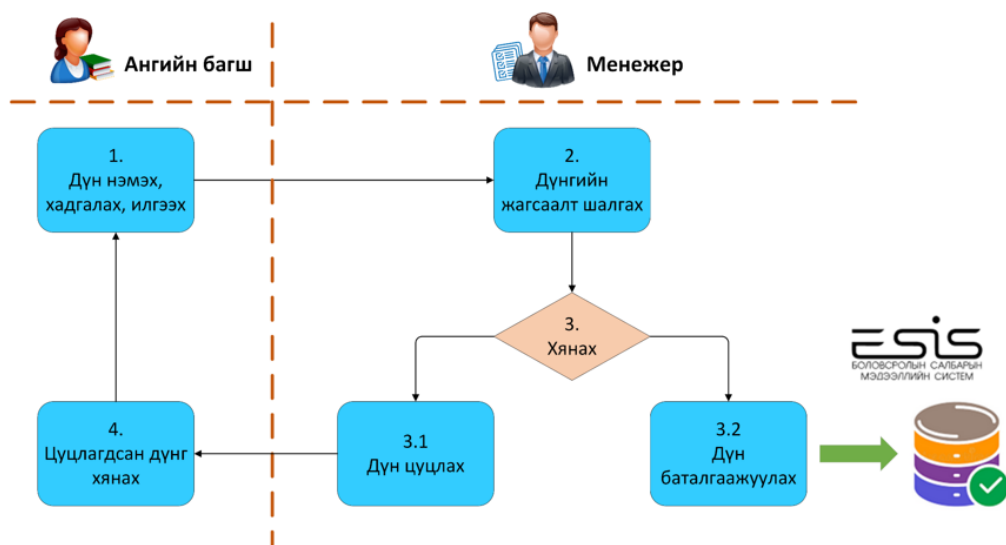 Ангийн багш
Менежер
1.
Дүн нэмэх,
хадгалах, илгээх
2.
Дүнгийн
жагсаалт шалгах
3.
Хянах
ESIS
БОЛОВСРОЛЫН САЛБАРЫН
МЭДЭЭЛЛИЙН СИСТЕМ
4.
Цуцлагдсан дүнг
хянах
3.1
Дүн цуцлах
3.2
Дүн
баталгаажуулах